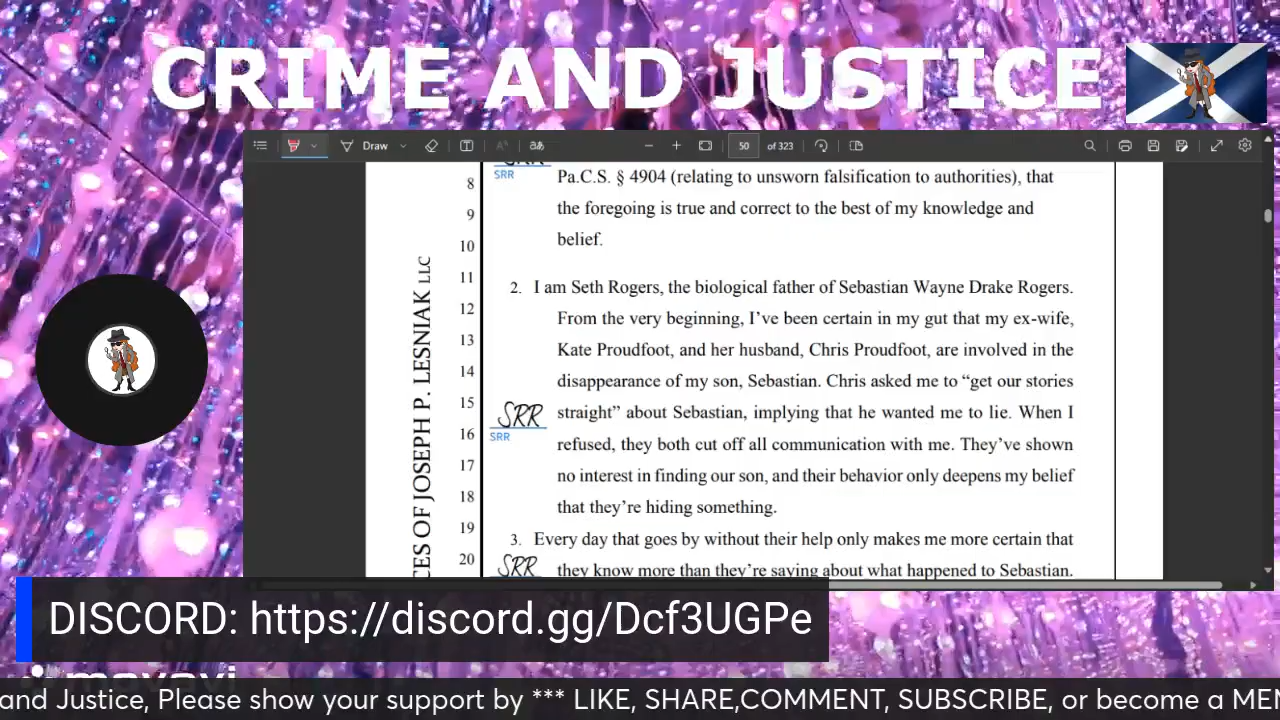 CRIME AND JUSTICE
Draw
50
of 323
SRR
SRR
8
Pa.C.S. § 4904 (relating to unsworn falsification to authorities), that
9
the foregoing is true and correct to the best of my knowledge and
10
belief.
11
2. I am Seth Rogers, the biological father of Sebastian Wayne Drake Rogers.
12
From the very beginning, I’ve been certain in my gut that my ex-wife,
13
Kate Proudfoot, and her husband, Chris Proudfoot, are involved in the
14
disappearance of my son, Sebastian. Chris asked me to “get our stories
15
straight” about Sebastian, implying that he wanted me to lie. When I
SRR
SRR
16
refused, they both cut off all communication with me. They’ve shown
17
no interest in finding our son, and their behavior only deepens my belief
18
that they’re hiding something.
19
3. Every day that goes by without their help only makes me more certain that
SRR
20
they know more than they’re saying about what happened to Sebastian.
CES OF JOSEPH P. LESNIAK LLC
DISCORD: https://discord.gg/Dcf3UGPe
and Justice, Please show your support by *** LIKE, SHARE,COMMENT, SUBSCRIBE, or become a MEM